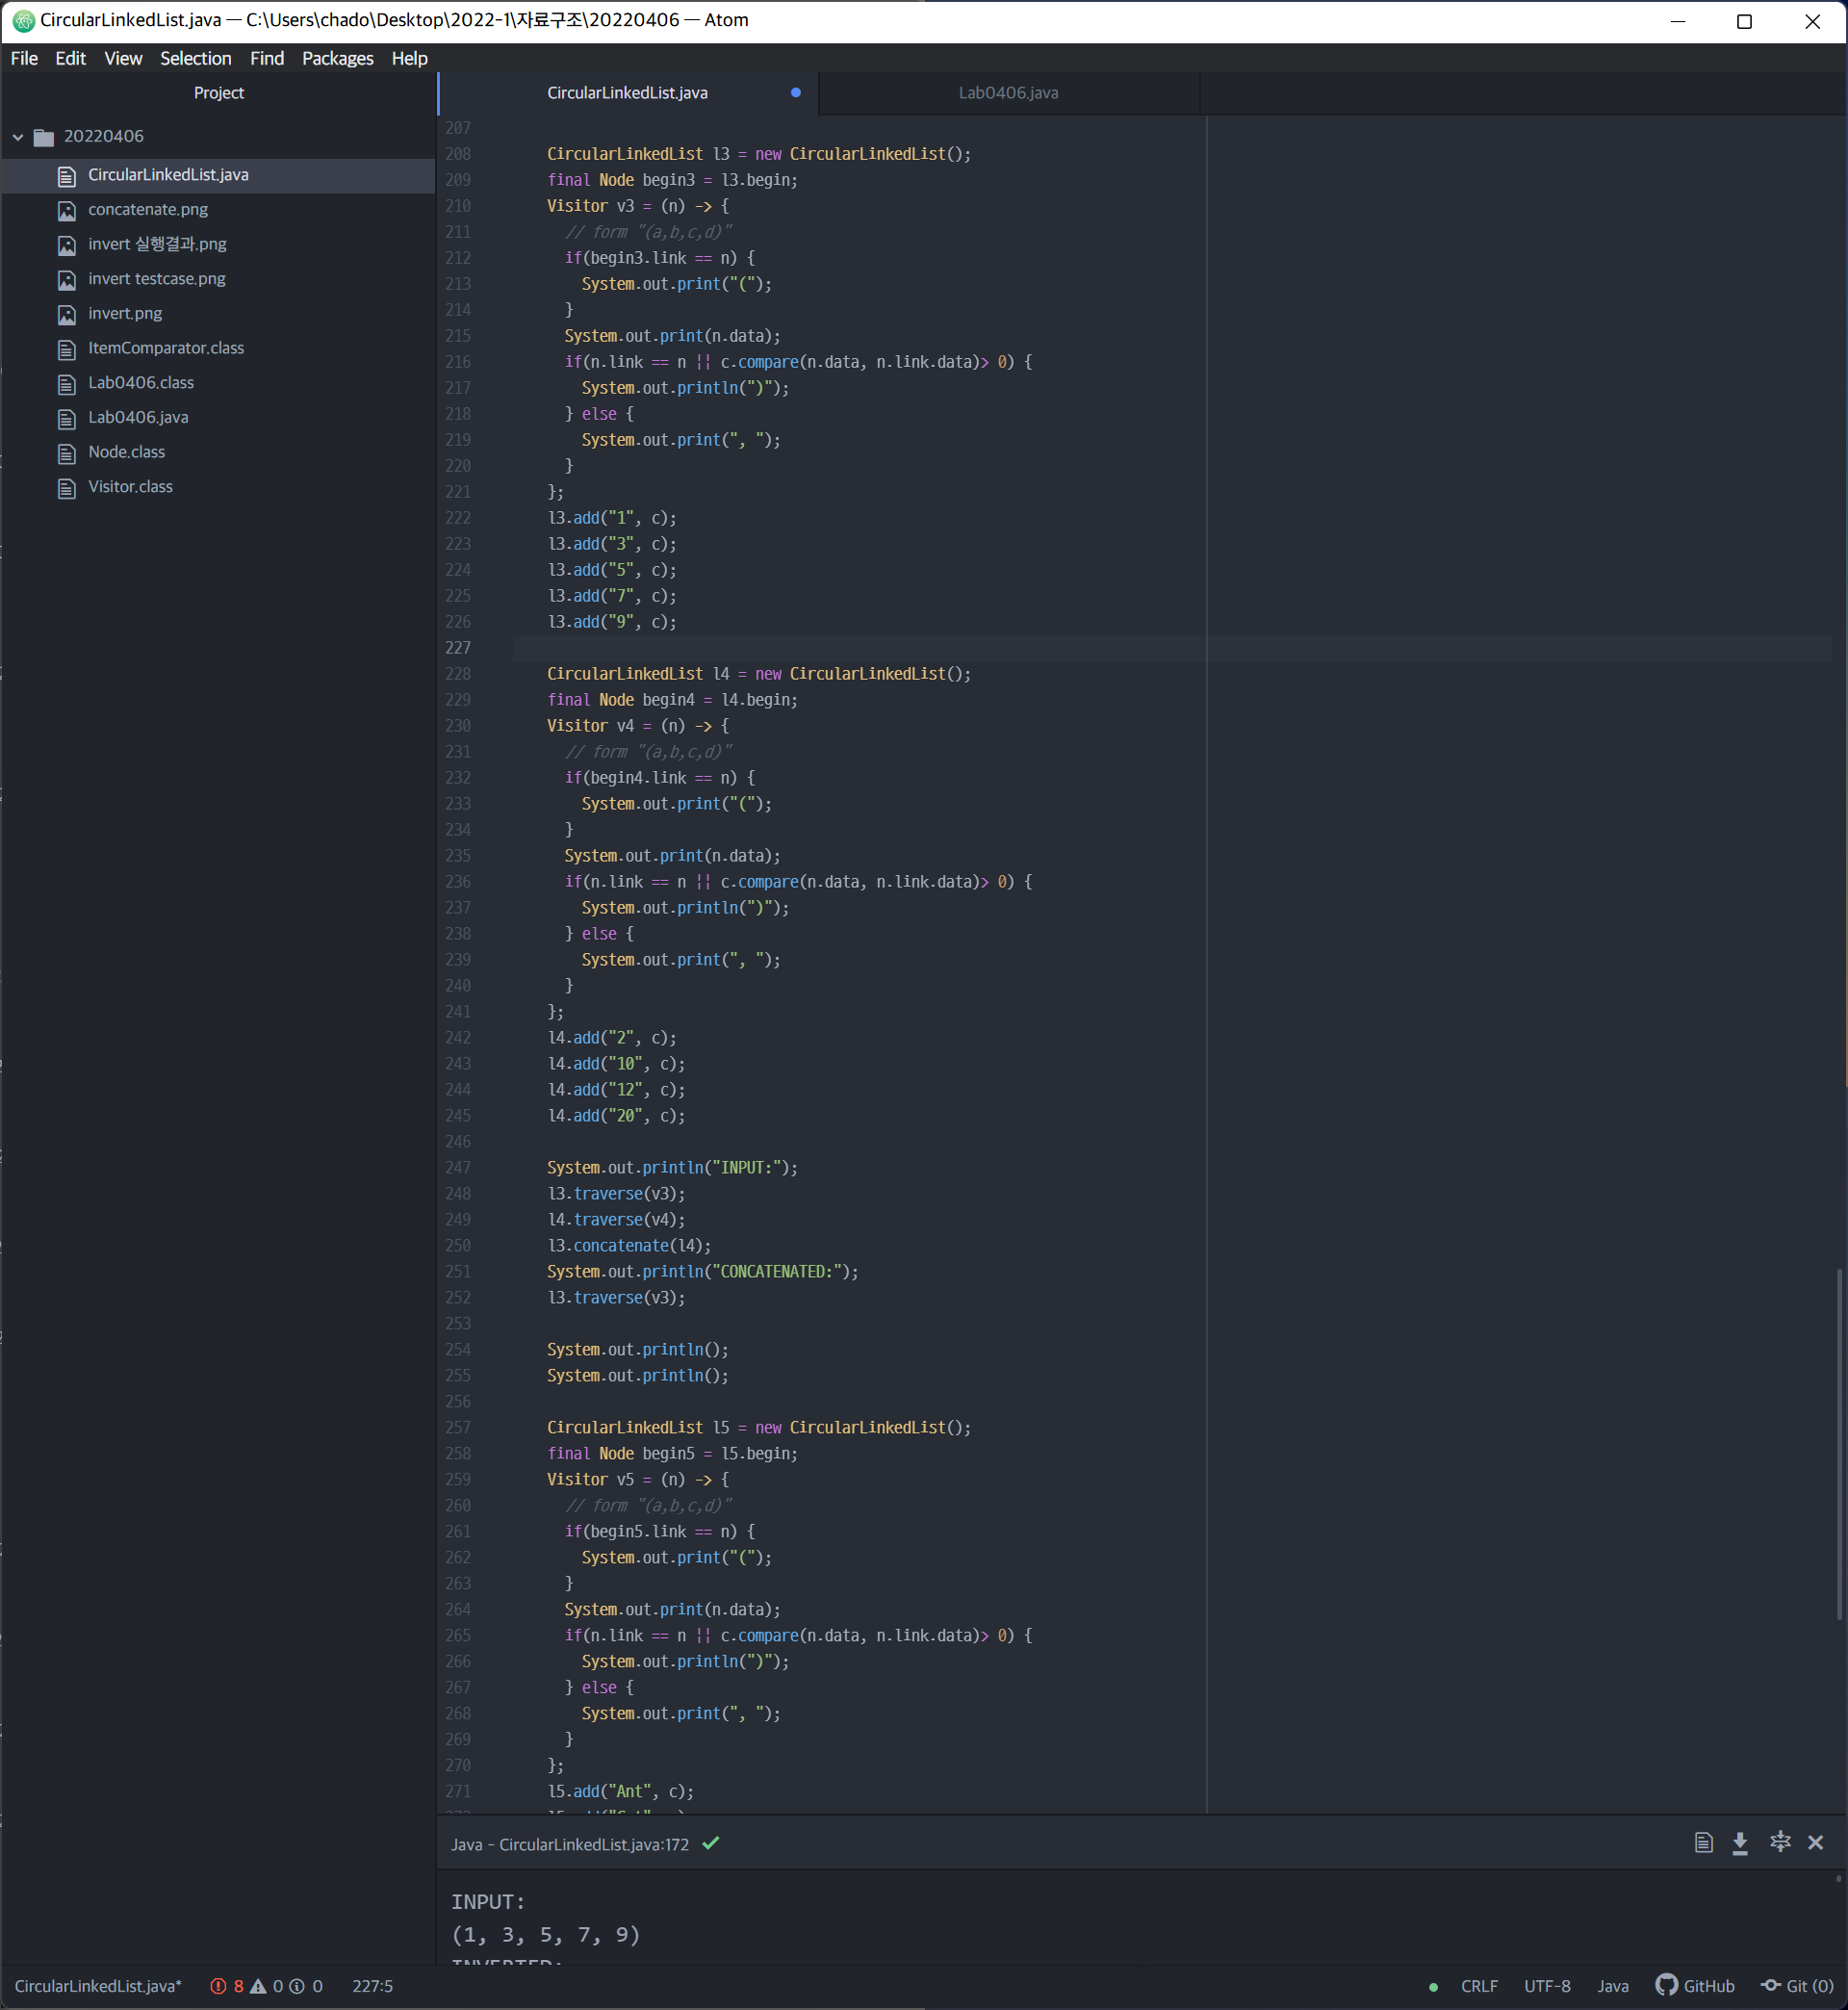 CircularLinkedList.java — C:\Users\chado\Desktop\2022-1\자료구조\20220406 — Atom
File Edit View Selection Find Packages Help
Project
CircularLinkedList.java
Lab0406.java
20220406
CircularLinkedList.java
concatenate.png
invert 실행결과.png
invert testcase.png
invert.png
ItemComparator.class
Lab0406.class
Lab0406.java
Node.class
Visitor.class
207
208 CircularLinkedList l3 = new CircularLinkedList();
209 final Node begin3 = l3.begin;
210 Visitor v3 = (n) -> {
211 // form "(a,b,c,d)"
212 if(begin3.link == n) {
213 System.out.print("(");
214 }
215 System.out.print(n.data);
216 if(n.link == n || c.compare(n.data, n.link.data)> 0) {
217 System.out.println(")");
218 } else {
219 System.out.print(", ");
220 }
221 };
222 l3.add("1", c);
223 l3.add("3", c);
224 l3.add("5", c);
225 l3.add("7", c);
226 l3.add("9", c);
227
228 CircularLinkedList l4 = new CircularLinkedList();
229 final Node begin4 = l4.begin;
230 Visitor v4 = (n) -> {
231 // form "(a,b,c,d)"
232 if(begin4.link == n) {
233 System.out.print("(");
234 }
235 System.out.print(n.data);
236 if(n.link == n || c.compare(n.data, n.link.data)> 0) {
237 System.out.println(")");
238 } else {
239 System.out.print(", ");
240 }
241 };
242 l4.add("2", c);
243 l4.add("10", c);
244 l4.add("12", c);
245 l4.add("20", c);
246
247 System.out.println("INPUT:");
248 l3.traverse(v3);
249 l4.traverse(v4);
250 l3.concatenate(l4);
251 System.out.println("CONCATENATED:");
252 l3.traverse(v3);
253
254 System.out.println();
255 System.out.println();
256
257 CircularLinkedList l5 = new CircularLinkedList();
258 final Node begin5 = l5.begin;
259 Visitor v5 = (n) -> {
260 // form "(a,b,c,d)"
261 if(begin5.link == n) {
262 System.out.print("(");
263 }
264 System.out.print(n.data);
265 if(n.link == n || c.compare(n.data, n.link.data)> 0) {
266 System.out.println(")");
267 } else {
268 System.out.print(", ");
269 }
270 };
271 l5.add("Ant", c);
Java - CircularLinkedList.java:172
INPUT:
(1, 3, 5, 7, 9)
INVERTED:
CircularLinkedList.java* 8 0 0 227:5 CRLF UTF-8 Java GitHub Git (0)